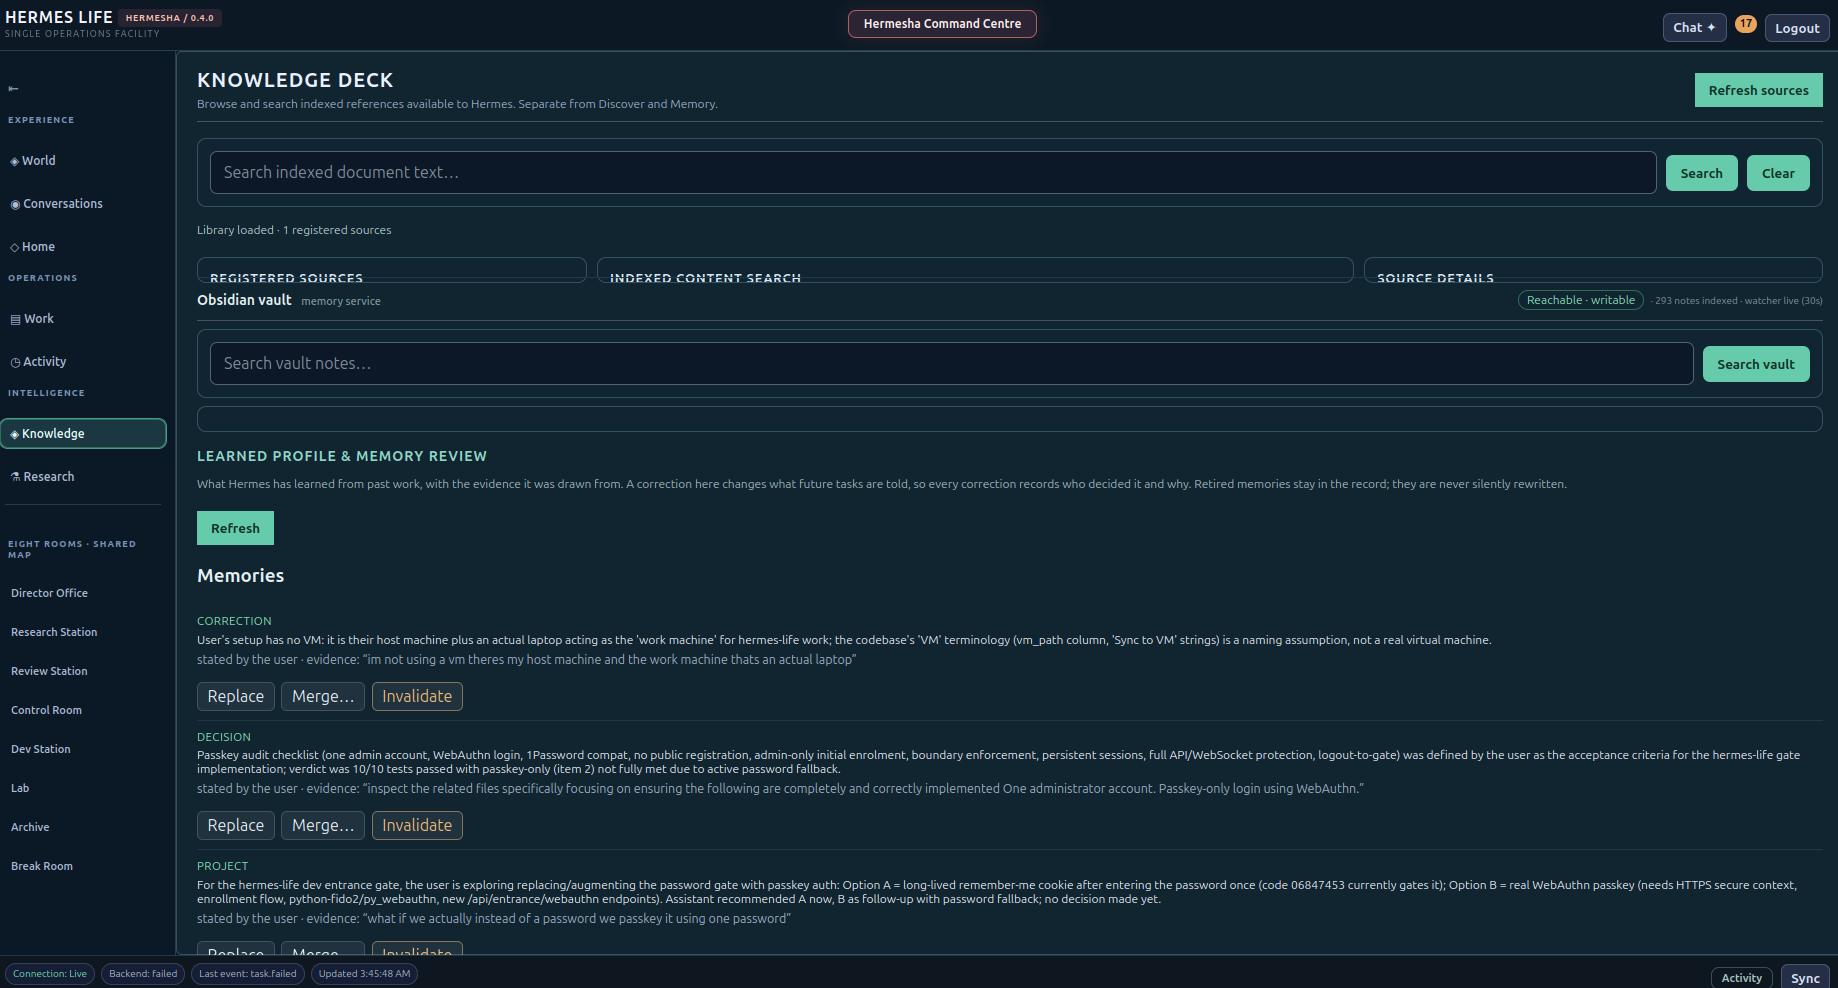 HERMES LIFE HERMESHA / 0.4.0
SINGLE OPERATIONS FACILITY
Hermesha Command Centre
Chat ✦ 17 Logout
⇤
EXPERIENCE
◈ World
◉ Conversations
◇ Home
OPERATIONS
▤ Work
◷ Activity
INTELLIGENCE
◈ Knowledge
⚗ Research
EIGHT ROOMS · SHARED
MAP
Director Office
Research Station
Review Station
Control Room
Dev Station
Lab
Archive
Break Room
KNOWLEDGE DECK
Browse and search indexed references available to Hermes. Separate from Discover and Memory.
Refresh sources
Search indexed document text…
Search Clear
Library loaded · 1 registered sources
REGISTERED SOURCES INDEXED CONTENT SEARCH SOURCE DETAILS
Obsidian vault memory service Reachable · writable · 293 notes indexed · watcher live (30s)
Search vault notes…
Search vault
LEARNED PROFILE & MEMORY REVIEW
What Hermes has learned from past work, with the evidence it was drawn from. A correction here changes what future tasks are told, so every correction records who decided it and why. Retired memories stay in the record; they are never silently rewritten.
Refresh
Memories
CORRECTION
User's setup has no VM: it is their host machine plus an actual laptop acting as the 'work machine' for hermes-life work; the codebase's 'VM' terminology (vm_path column, 'Sync to VM' strings) is a naming assumption, not a real virtual machine.
stated by the user · evidence: “im not using a vm theres my host machine and the work machine thats an actual laptop”
Replace Merge… Invalidate
DECISION
Passkey audit checklist (one admin account, WebAuthn login, 1Password compat, no public registration, admin-only initial enrolment, boundary enforcement, persistent sessions, full API/WebSocket protection, logout-to-gate) was defined by the user as the acceptance criteria for the hermes-life gate
implementation; verdict was 10/10 tests passed with passkey-only (item 2) not fully met due to active password fallback.
stated by the user · evidence: “inspect the related files specifically focusing on ensuring the following are completely and correctly implemented One administrator account. Passkey-only login using WebAuthn.”
Replace Merge… Invalidate
PROJECT
For the hermes-life dev entrance gate, the user is exploring replacing/augmenting the password gate with passkey auth: Option A = long-lived remember-me cookie after entering the password once (code 06847453 currently gates it); Option B = real WebAuthn passkey (needs HTTPS secure context,
enrollment flow, python-fido2/py_webauthn, new /api/entrance/webauthn endpoints). Assistant recommended A now, B as follow-up with password fallback; no decision made yet.
stated by the user · evidence: “what if we actually instead of a password we passkey it using one password”
Replace Merge… Invalidate
Connection: Live Backend: failed Last event: task.failed Updated 3:45:48 AM
Activity Sync